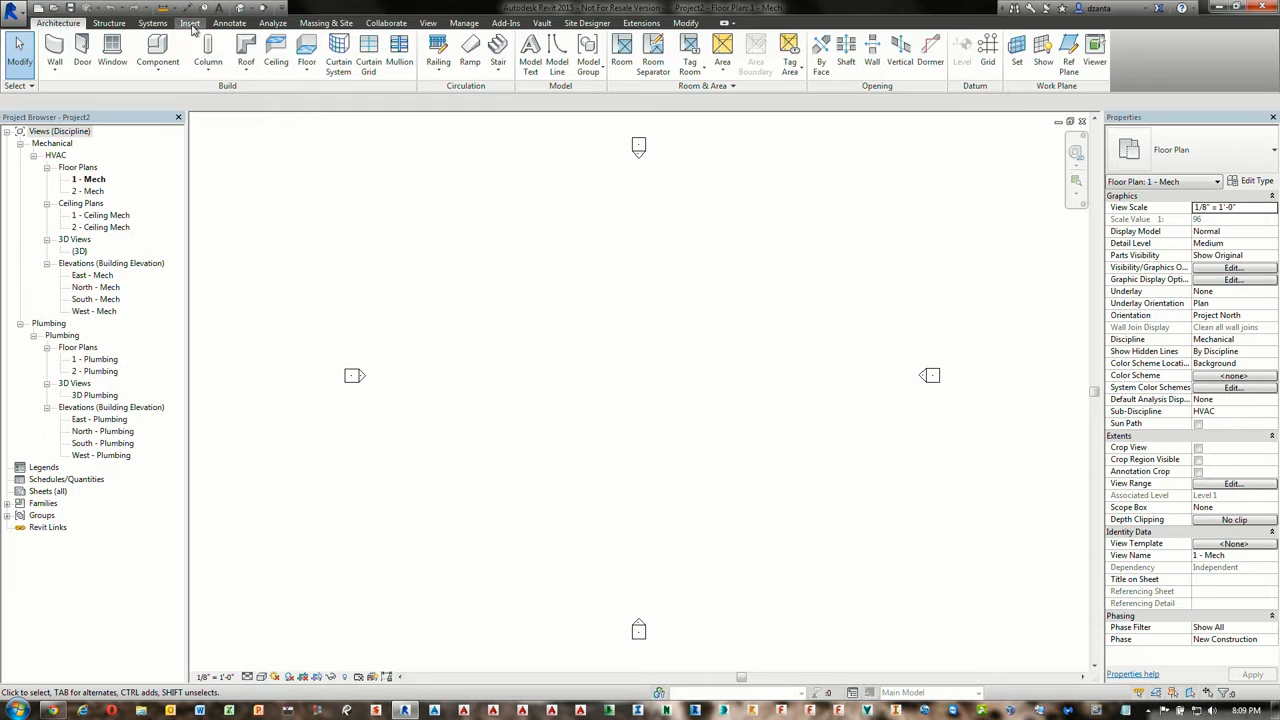 Autodesk Revit 2015 - Not For Resale Version - Project2 - Floor Plan: 1 - Mech
dzanta
Architecture Structure Systems Insert Annotate Analyze Massing & Site Collaborate View Manage Add-Ins Vault Site Designer Extensions Modify
Modify Wall Door Window Component Column Roof Ceiling Floor Curtain System Curtain Grid Mullion Railing Ramp Stair Model Text Model Line Model Group Room Room Separator Tag Room Area Area Boundary Tag Area By Face Shaft Wall Vertical Dormer Level Grid Set Show Ref Plane Viewer
Select Build Circulation Model Room & Area Opening Datum Work Plane
Project Browser - Project2
Views (Discipline)
Mechanical
HVAC
Floor Plans
1 - Mech
2 - Mech
Ceiling Plans
1 - Ceiling Mech
2 - Ceiling Mech
3D Views
{3D}
Elevations (Building Elevation)
East - Mech
North - Mech
South - Mech
West - Mech
Plumbing
Plumbing
Floor Plans
1 - Plumbing
2 - Plumbing
3D Views
3D Plumbing
Elevations (Building Elevation)
East - Plumbing
North - Plumbing
South - Plumbing
West - Plumbing
Legends
Schedules/Quantities
Sheets (all)
Families
Groups
Revit Links
Properties
Floor Plan
Floor Plan: 1 - Mech Edit Type
Graphics
View Scale 1/8" = 1'-0"
Scale Value 1: 96
Display Model Normal
Detail Level Medium
Parts Visibility Show Original
Visibility/Graphics O... Edit...
Graphic Display Opti... Edit...
Underlay None
Underlay Orientation Plan
Orientation Project North
Wall Join Display Clean all wall joins
Discipline Mechanical
Show Hidden Lines By Discipline
Color Scheme Locati... Background
Color Scheme <none>
System Color Schemes Edit...
Default Analysis Disp... None
Sub-Discipline HVAC
Sun Path
Extents
Crop View
Crop Region Visible
Annotation Crop
View Range Edit...
Associated Level Level 1
Scope Box None
Depth Clipping No clip
Identity Data
View Template <None>
View Name 1 - Mech
Dependency Independent
Title on Sheet
Referencing Sheet
Referencing Detail
Phasing
Phase Filter Show All
Phase New Construction
Properties help Apply
1/8" = 1'-0"
Click to select, TAB for alternates, CTRL adds, SHIFT unselects. :0 Main Model :0
8:09 PM